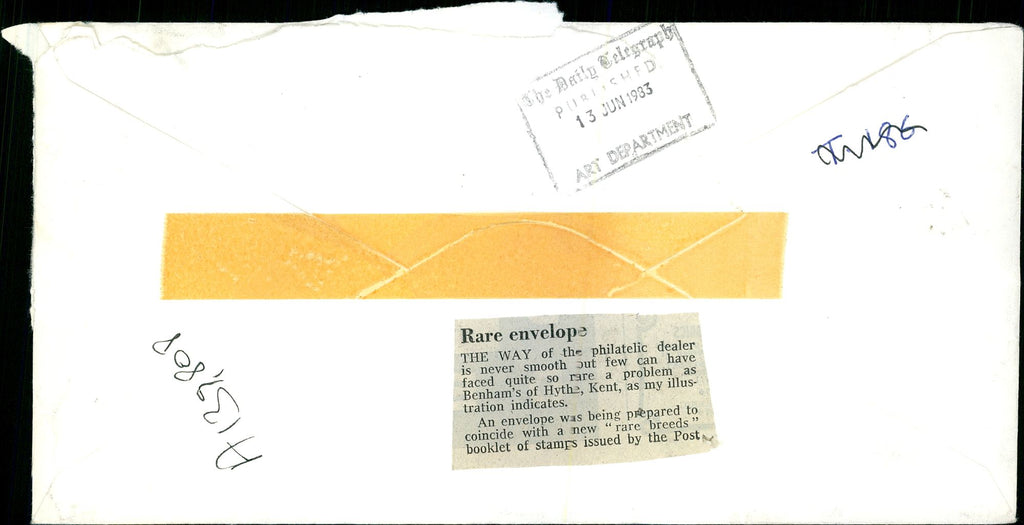 The Daily Telegraph
PUBLISHED
13 JUN 1983
ART DEPARTMENT
A139,808
Rare envelope
THE WAY of the philatelic dealer
is never smooth but few can have
faced quite so rare a problem as
Benham's of Hythe, Kent, as my illus-
tration indicates.
An envelope was being prepared to
coincide with a new "rare breeds"
booklet of stamps issued by the Post